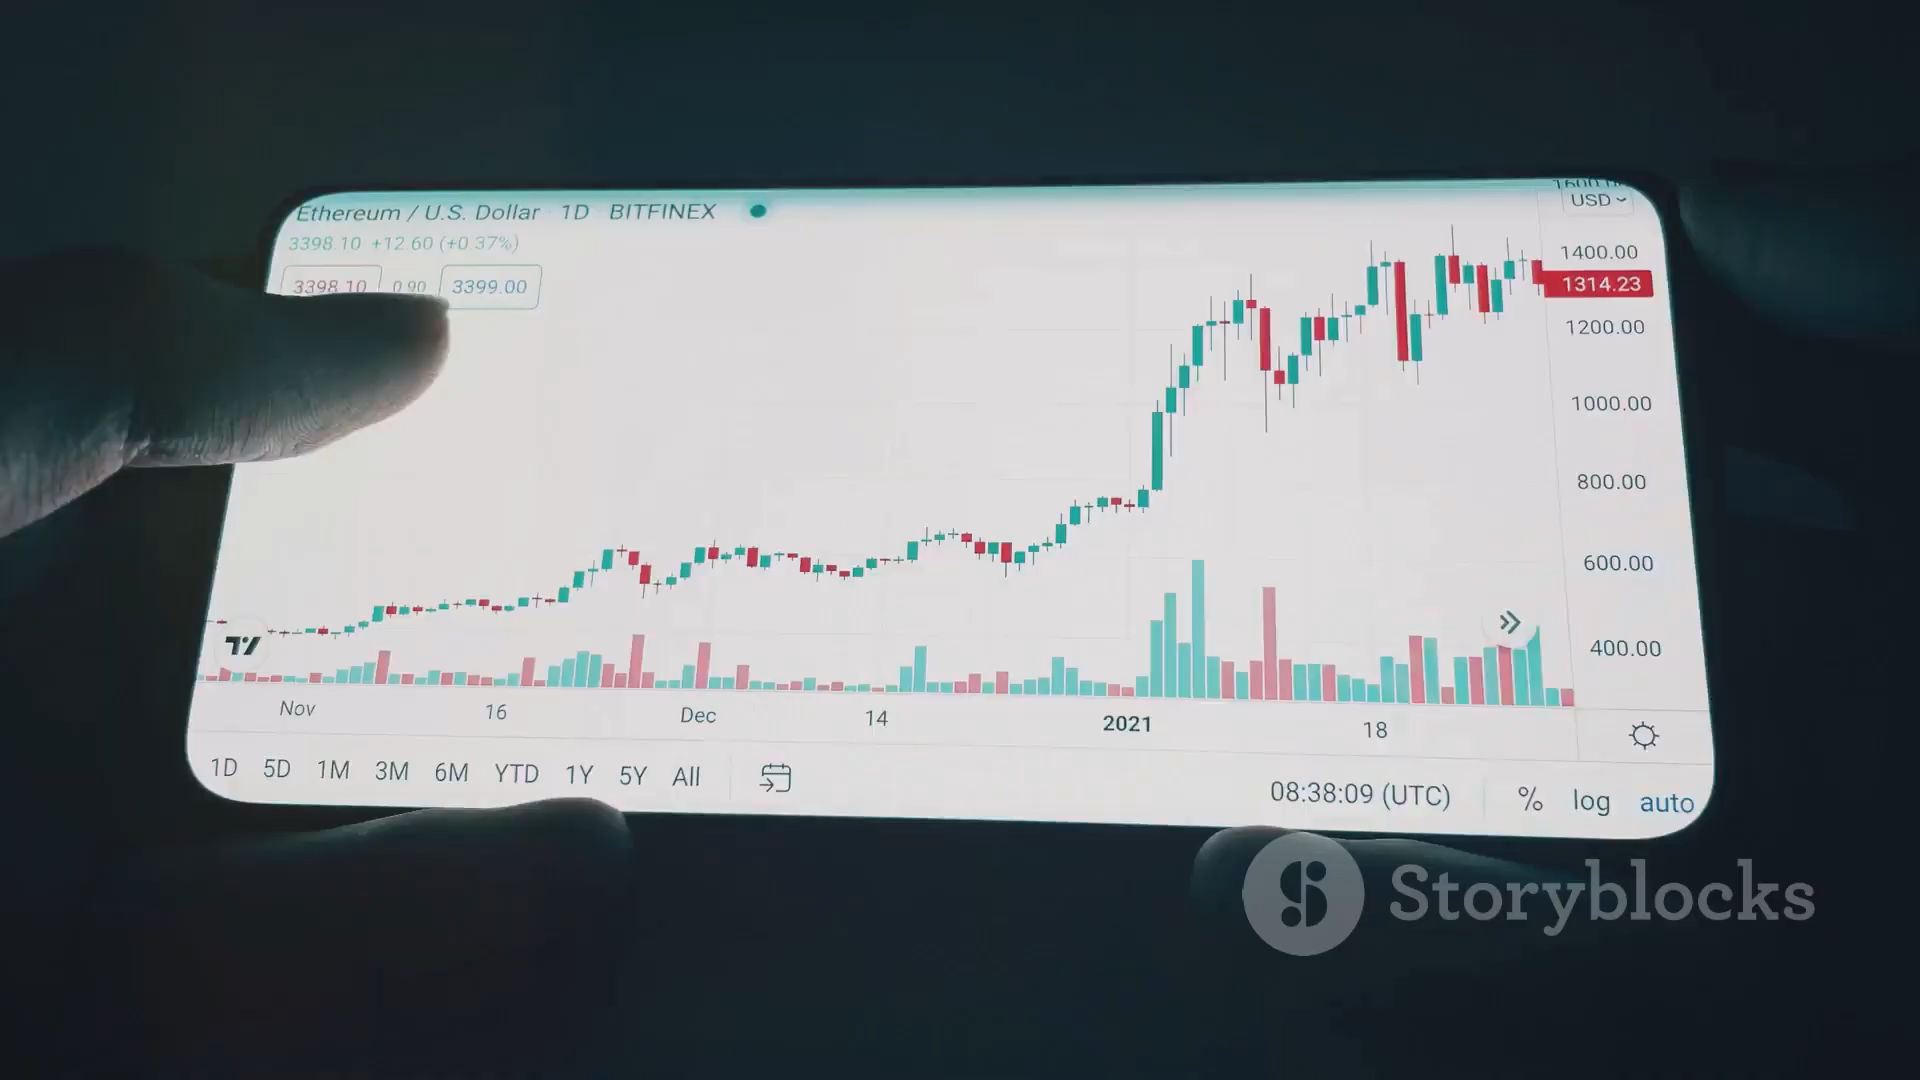 Ethereum / U.S. Dollar 1D BITFINEX
USD
3398.10 +12.60 (+0.37%)
3398.10 0.90 3399.00
1400.00
1314.23
1200.00
1000.00
800.00
600.00
400.00
Nov 16 Dec 14 2021 18
1D 5D 1M 3M 6M YTD 1Y 5Y All
08:38:09 (UTC) % log auto
Storyblocks